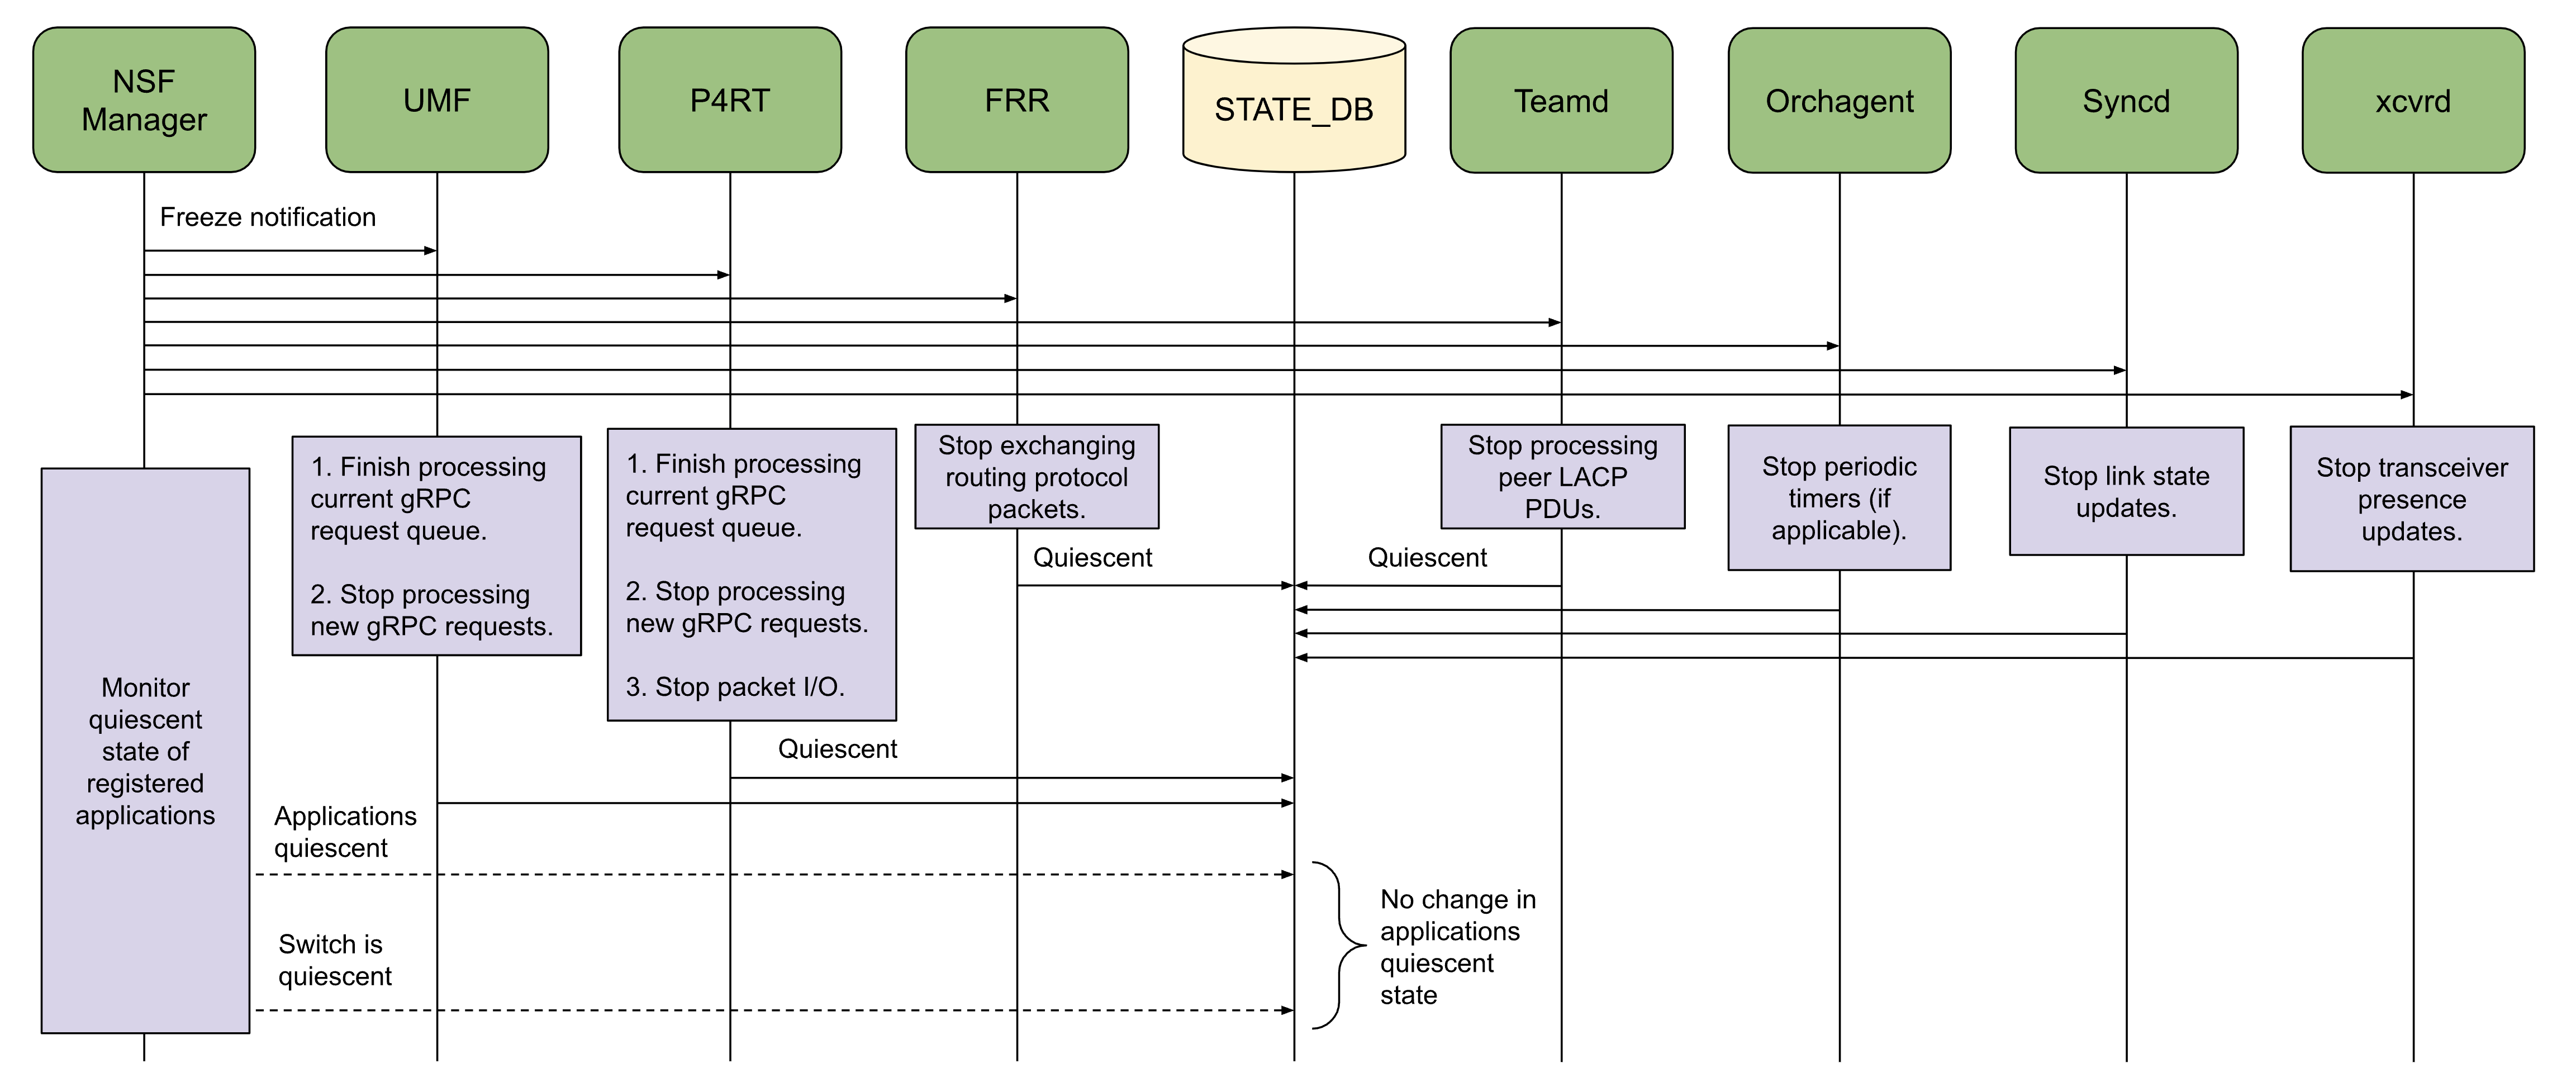 NSF
Manager
UMF
P4RT
FRR
STATE_DB
Teamd
Orchagent
Syncd
xcvrd
Freeze notification
1. Finish processing
current gRPC
request queue.
2. Stop processing
new gRPC requests.
1. Finish processing
current gRPC
request queue.
2. Stop processing
new gRPC requests.
3. Stop packet I/O.
Stop exchanging
routing protocol
packets.
Stop processing
peer LACP
PDUs.
Stop periodic
timers (if
applicable).
Stop link state
updates.
Stop transceiver
presence
updates.
Quiescent
Quiescent
Monitor
quiescent
state of
registered
applications
Quiescent
Applications
quiescent
Switch is
quiescent
No change in
applications
quiescent
state